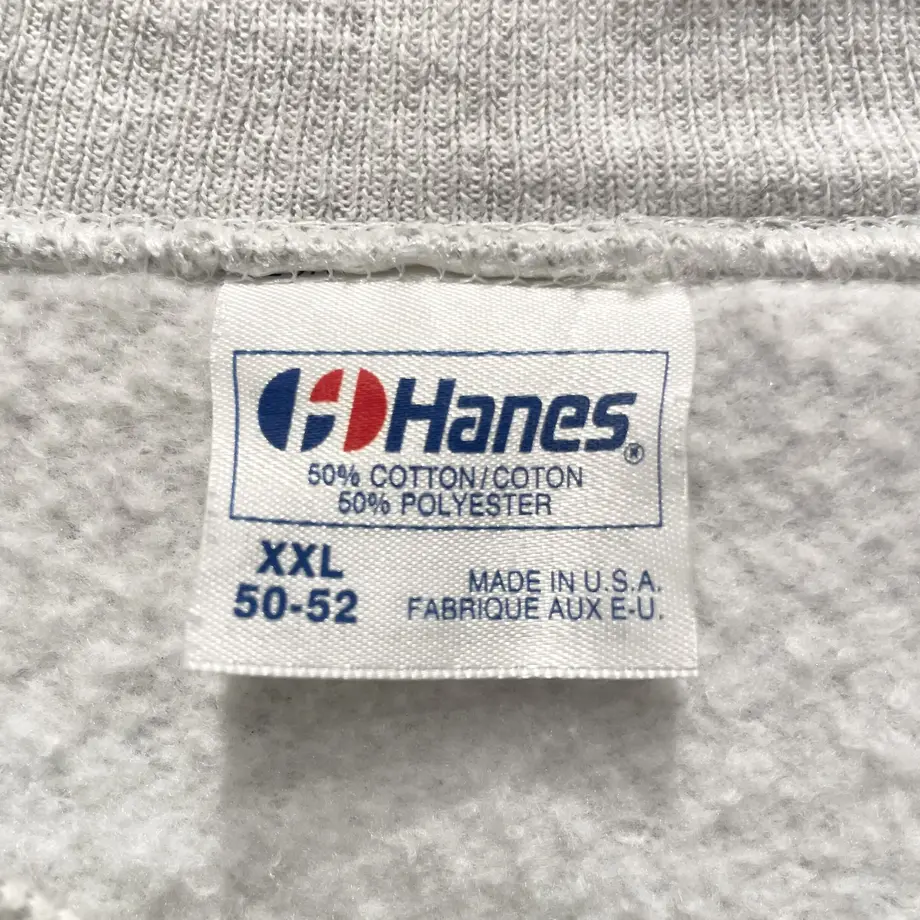 Hanes®
50% COTTON/COTON
50% POLYESTER
XXL
50-52
MADE IN U.S.A.
FABRIQUE AUX E-U.